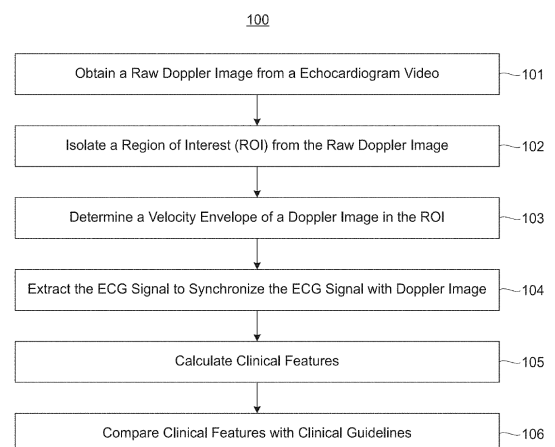 100
Obtain a Raw Doppler Image from a Echocardiogram Video
101
Isolate a Region of Interest (ROI) from the Raw Doppler Image
102
Determine a Velocity Envelope of a Doppler Image in the ROI
103
Extract the ECG Signal to Synchronize the ECG Signal with Doppler Image
104
Calculate Clinical Features
105
Compare Clinical Features with Clinical Guidelines
106